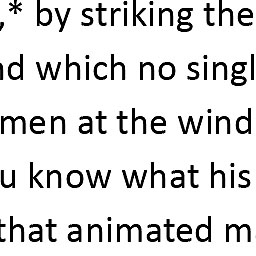 ,* by striking the
nd which no singl
men at the wind
u know what his
that animated m